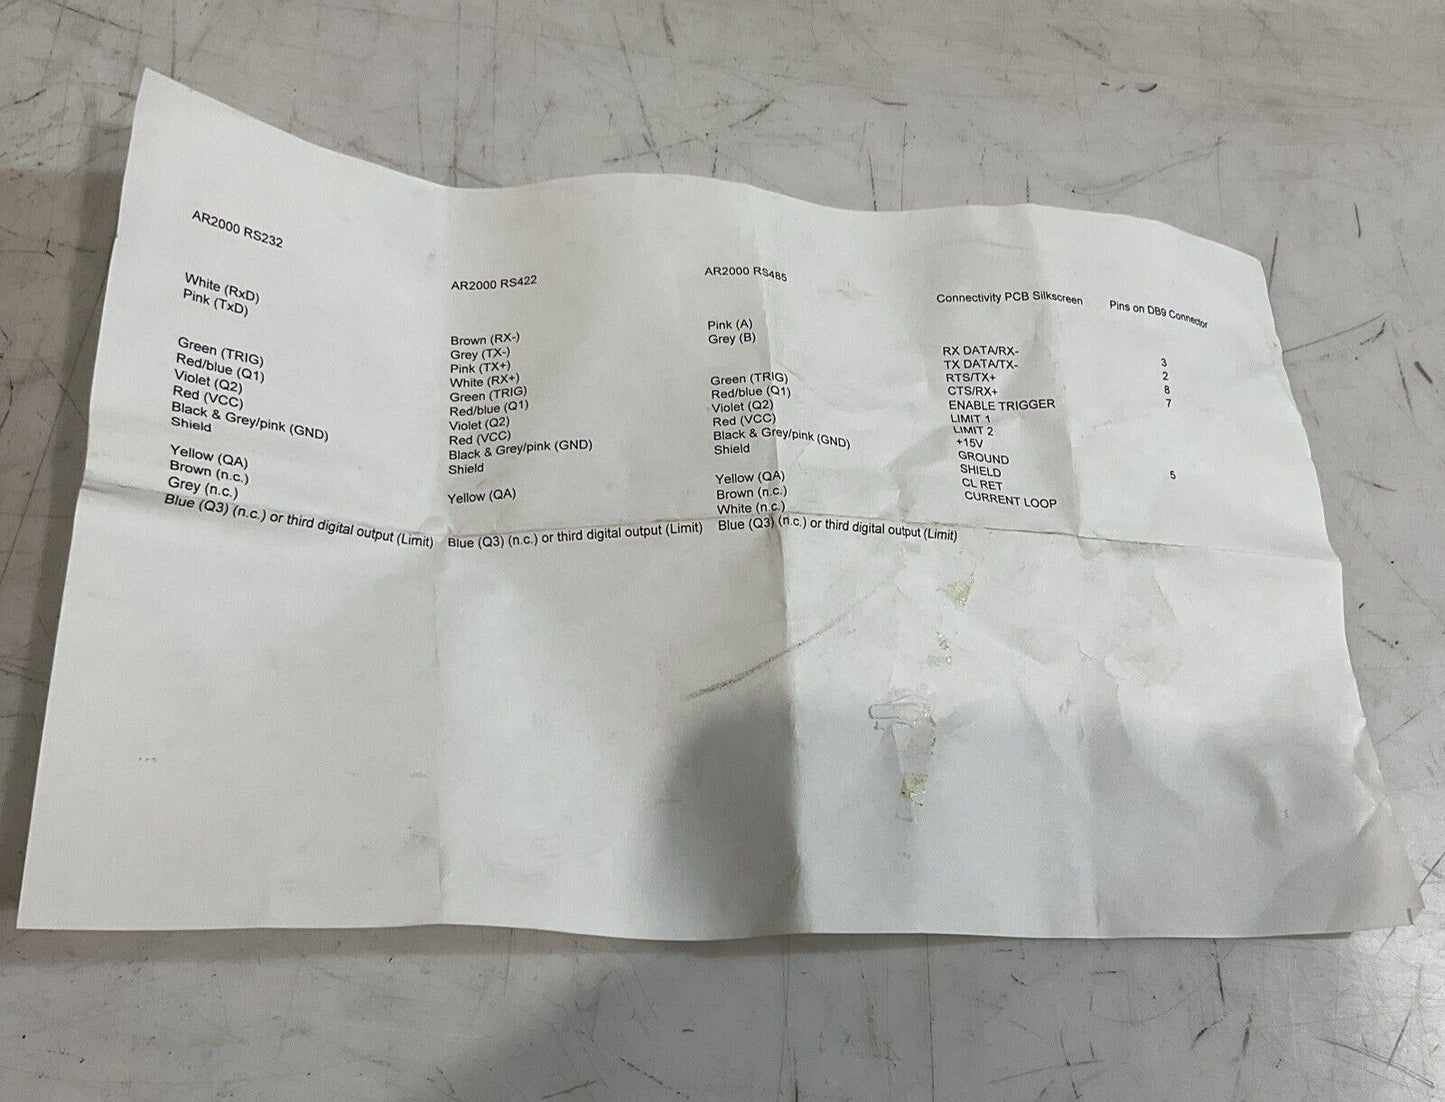 AR2000 RS232
White (RxD)
Pink (TxD)
Green (TRIG)
Red/blue (Q1)
Violet (Q2)
Red (VCC)
Black & Grey/pink (GND)
Shield
Yellow (QA)
Brown (n.c.)
Grey (n.c.)
Blue (Q3) (n.c.) or third digital output (Limit)
AR2000 RS422
Brown (RX-)
Grey (TX-)
Pink (TX+)
White (RX+)
Green (TRIG)
Red/blue (Q1)
Violet (Q2)
Red (VCC)
Black & Grey/pink (GND)
Shield
Yellow (QA)
Blue (Q3) (n.c.) or third digital output (Limit)
AR2000 RS485
Pink (A)
Grey (B)
Green (TRIG)
Red/blue (Q1)
Violet (Q2)
Red (VCC)
Black & Grey/pink (GND)
Shield
Yellow (QA)
Brown (n.c.)
White (n.c.)
Blue (Q3) (n.c.) or third digital output (Limit)
Connectivity PCB Silkscreen
RX DATA/RX-
TX DATA/TX-
RTS/TX+
CTS/RX+
ENABLE TRIGGER
LIMIT 1
LIMIT 2
+15V
GROUND
SHIELD
CL RET
CURRENT LOOP
Pins on DB9 Connector
3
2
8
7
5